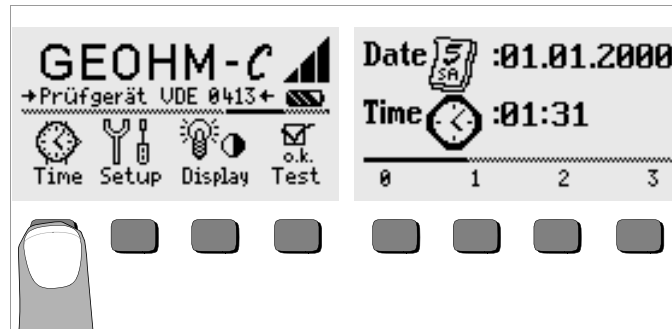 GEOHM-C
→Prüfgerät VDE 0413←
Time Setup Display o.k. Test
Date 5 SA :01.01.2000
Time :01:31
0 1 2 3